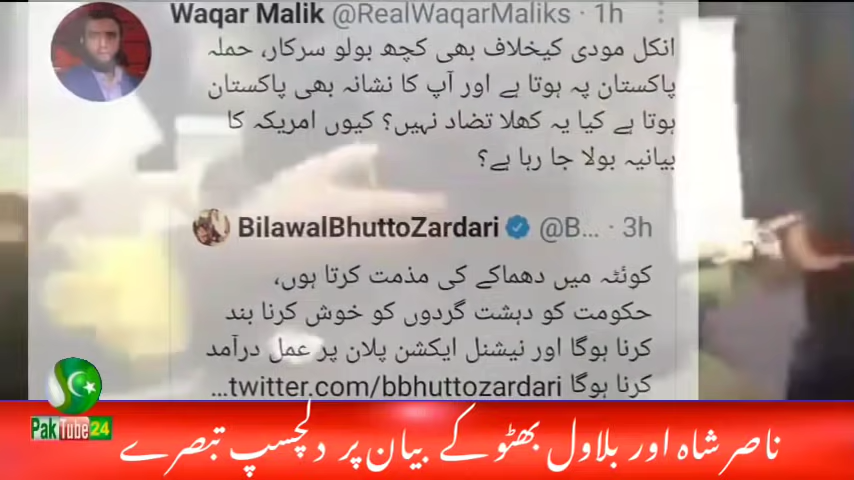 Waqar Malik @RealWaqarMaliks · 1h
انکل مودی کیخلاف بھی کچھ بولو سرکار، حملہ
پاکستان پہ ہوتا ہے اور آپ کا نشانہ بھی پاکستان
ہوتا ہے کیا یہ کھلا تضاد نہیں؟ کیوں امریکہ کا
بیانیہ بولا جا رہا ہے؟
BilawalBhuttoZardari @B... · 3h
کوئٹہ میں دھماکے کی مذمت کرتا ہوں،
حکومت کو دہشت گردوں کو خوش کرنا بند
کرنا ہوگا اور نیشنل ایکشن پلان پر عمل درآمد
کرنا ہوگا twitter.com/bbhuttozardari...
PakTube24
ناصر شاہ اور بلاول بھٹو کے بیان پر دلچسپ تبصرے